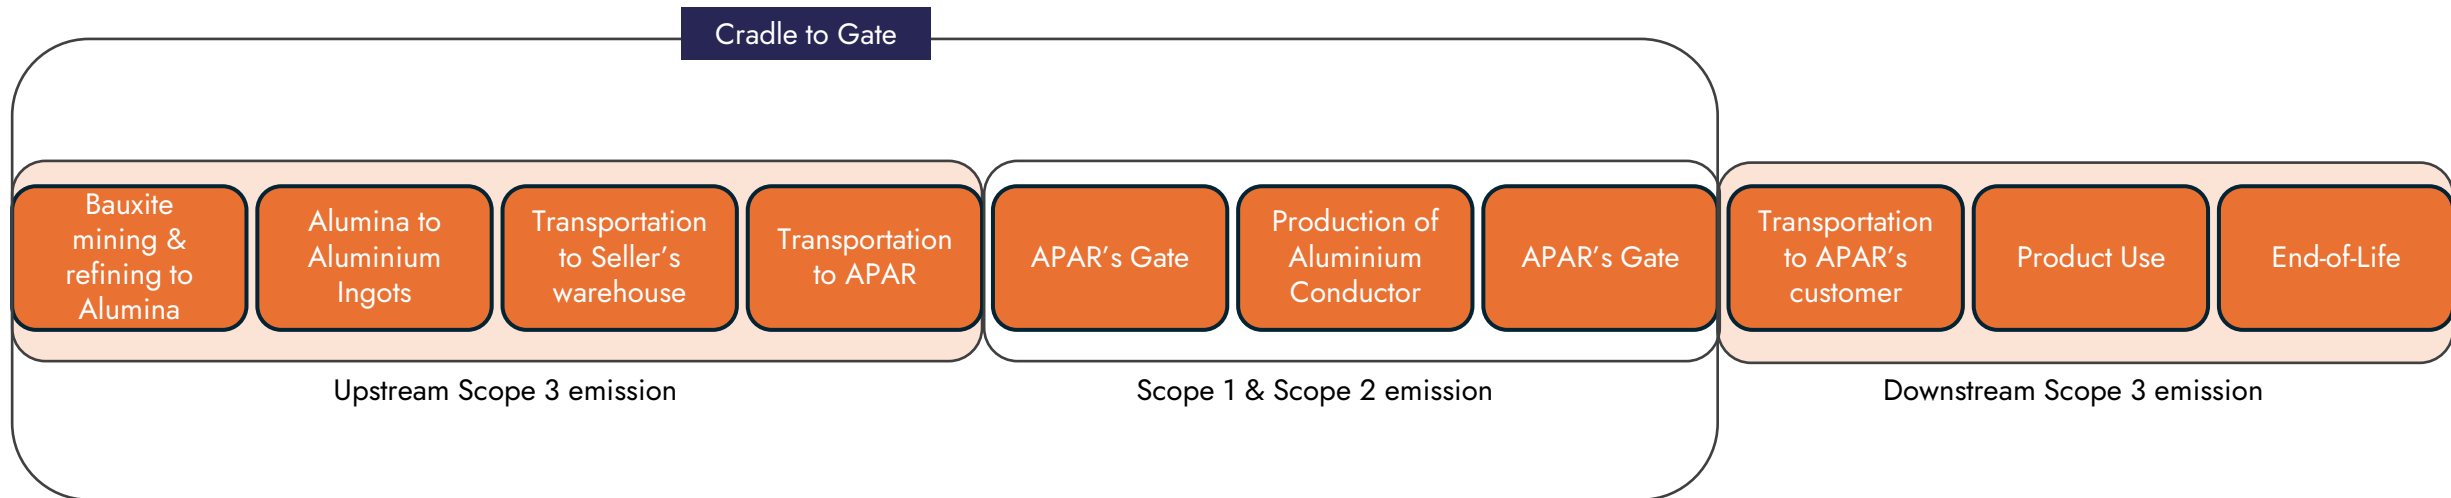 Cradle to Gate
Bauxite
mining &
refining to
Alumina
Alumina to
Aluminium
Ingots
Transportation
to Seller’s
warehouse
Transportation
to APAR
APAR’s Gate
Production of
Aluminium
Conductor
APAR’s Gate
Transportation
to APAR’s
customer
Product Use
End-of-Life
Upstream Scope 3 emission
Scope 1 & Scope 2 emission
Downstream Scope 3 emission